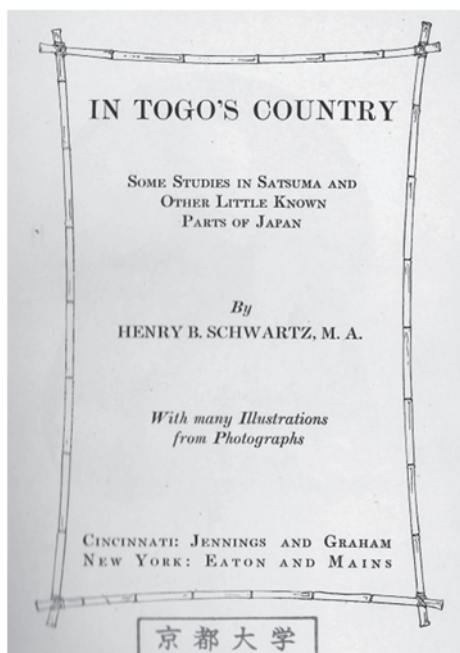 IN TOGO'S COUNTRY
SOME STUDIES IN SATSUMA AND
OTHER LITTLE KNOWN
PARTS OF JAPAN
By
HENRY B. SCHWARTZ, M. A.
With many Illustrations
from Photographs
CINCINNATI: JENNINGS AND GRAHAM
NEW YORK: EATON AND MAINS
京都大学